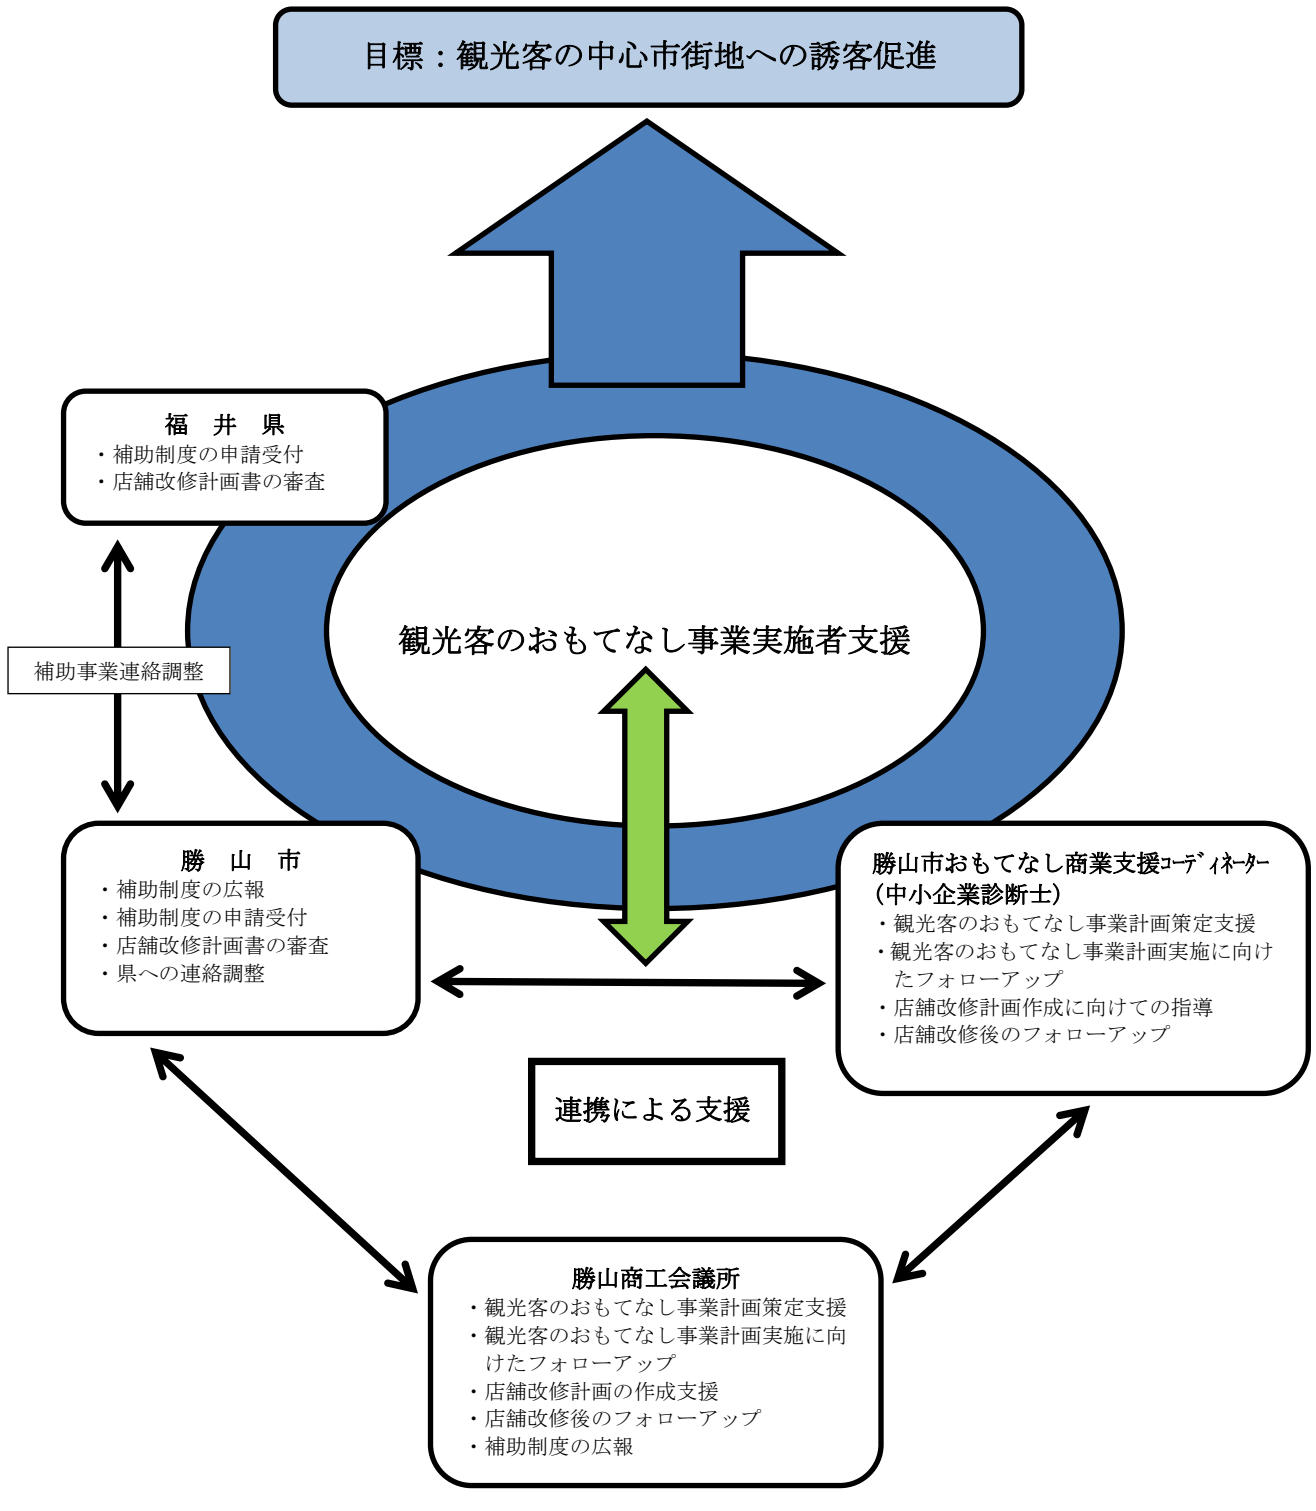 目標：観光客の中心市街地への誘客促進
福　井　県
・補助制度の申請受付
・店舗改修計画書の審査
観光客のおもてなし事業実施者支援
補助事業連絡調整
勝　山　市
・補助制度の広報
・補助制度の申請受付
・店舗改修計画書の審査
・県への連絡調整
勝山市おもてなし商業支援ｺｰﾃﾞｨﾈｰﾀｰ
（中小企業診断士）
・観光客のおもてなし事業計画策定支援
・観光客のおもてなし事業計画実施に向け
たフォローアップ
・店舗改修計画作成に向けての指導
・店舗改修後のフォローアップ
連携による支援
勝山商工会議所
・観光客のおもてなし事業計画策定支援
・観光客のおもてなし事業計画実施に向
けたフォローアップ
・店舗改修計画の作成支援
・店舗改修後のフォローアップ
・補助制度の広報